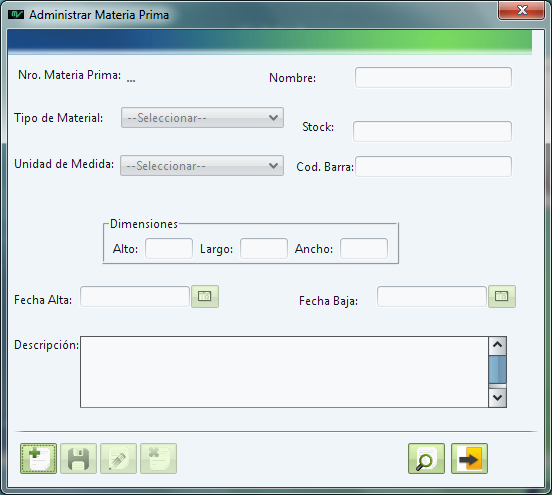 Administrar Materia Prima
Nro. Materia Prima: ...
Nombre:
Tipo de Material: --Seleccionar--
Stock:
Unidad de Medida: --Seleccionar--
Cod. Barra:
Dimensiones
Alto: Largo: Ancho:
Fecha Alta: Fecha Baja:
Descripción: